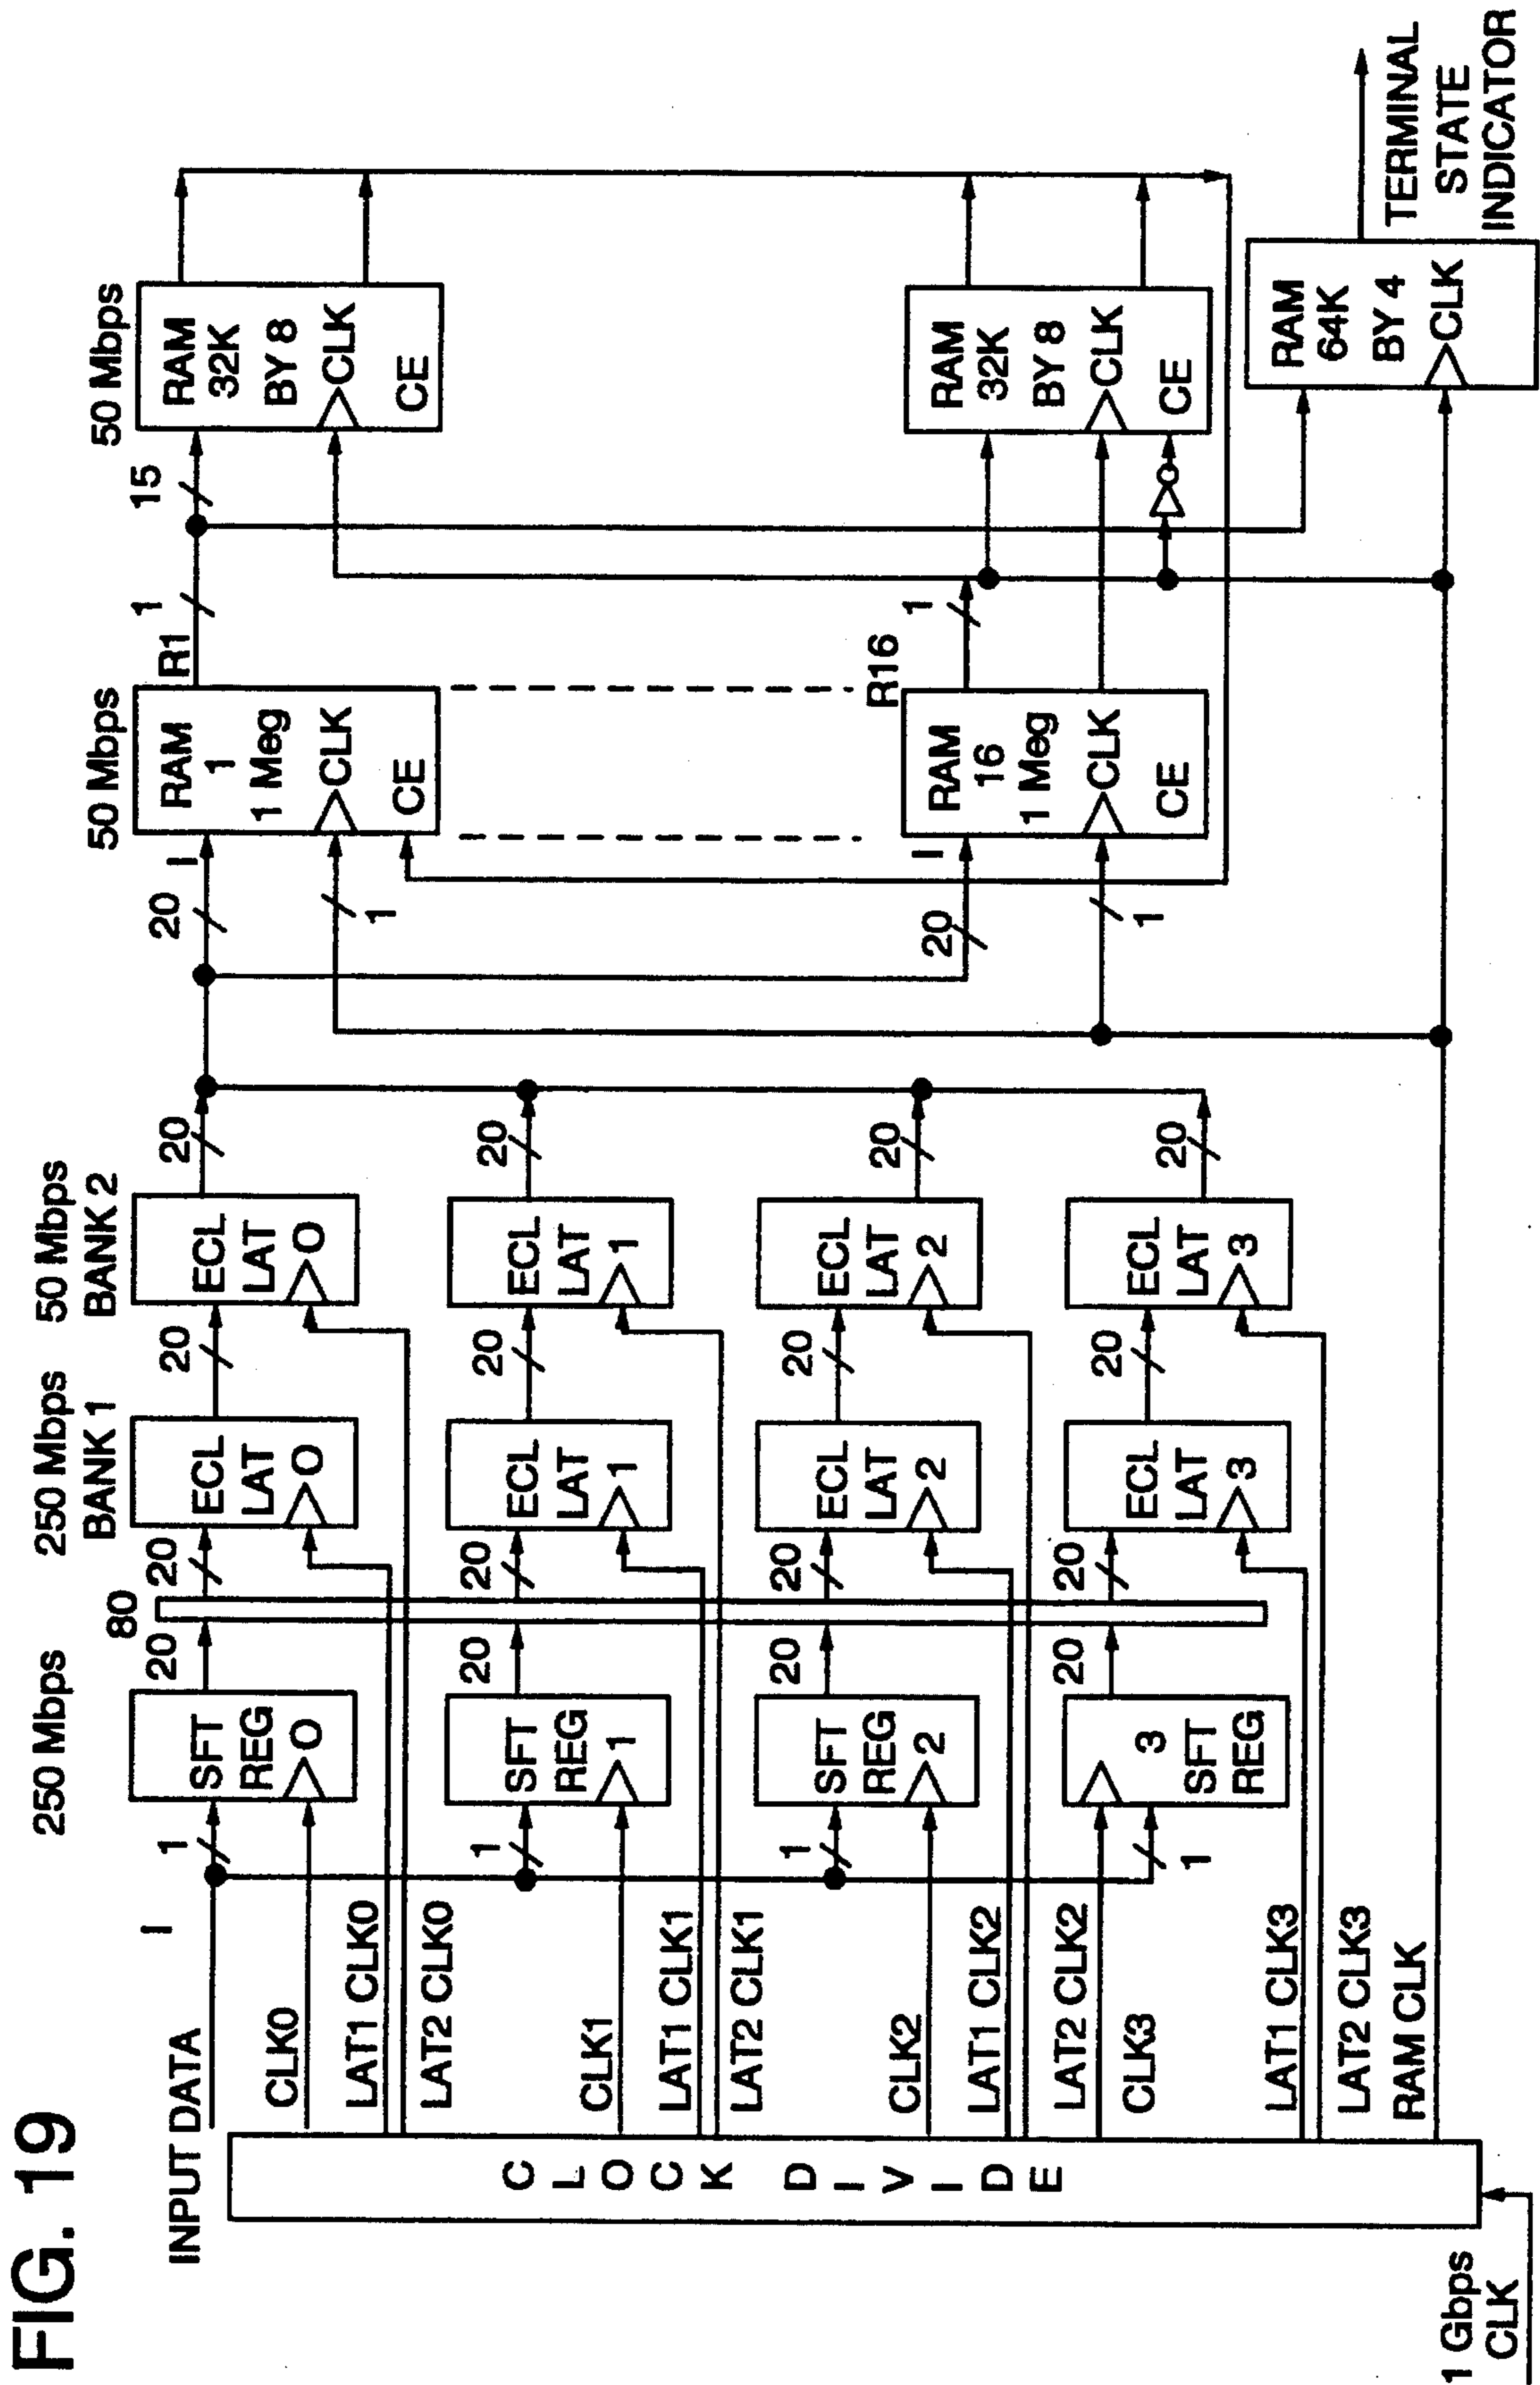 FIG. 19
INPUT DATA
I
CLK0
LAT1 CLK0
LAT2 CLK0
CLK1
LAT1 CLK1
LAT2 CLK1
CLK2
LAT1 CLK2
LAT2 CLK2
CLK3
LAT1 CLK3
LAT2 CLK3
RAM CLK
CLOCK DIVIDE
1 Gbps
CLK
250 Mbps
1
SFT
REG
O
20
1
SFT
REG
1
20
1
SFT
REG
2
20
1
3
SFT
REG
20
80
250 Mbps
BANK 1
20
ECL
LAT
O
20
20
ECL
LAT
1
20
20
ECL
LAT
2
20
20
ECL
LAT
3
20
50 Mbps
BANK 2
ECL
LAT
O
20
ECL
LAT
1
20
ECL
LAT
2
20
ECL
LAT
3
20
50 Mbps
20
I
1
RAM
1
1 Meg
CLK
CE
R1
1
20
I
1
RAM
16
1 Meg
CLK
CE
R16
1
50 Mbps
15
RAM
32K
BY 8
CLK
CE
RAM
32K
BY 8
CLK
CE
RAM
64K
BY 4
CLK
TERMINAL
STATE
INDICATOR